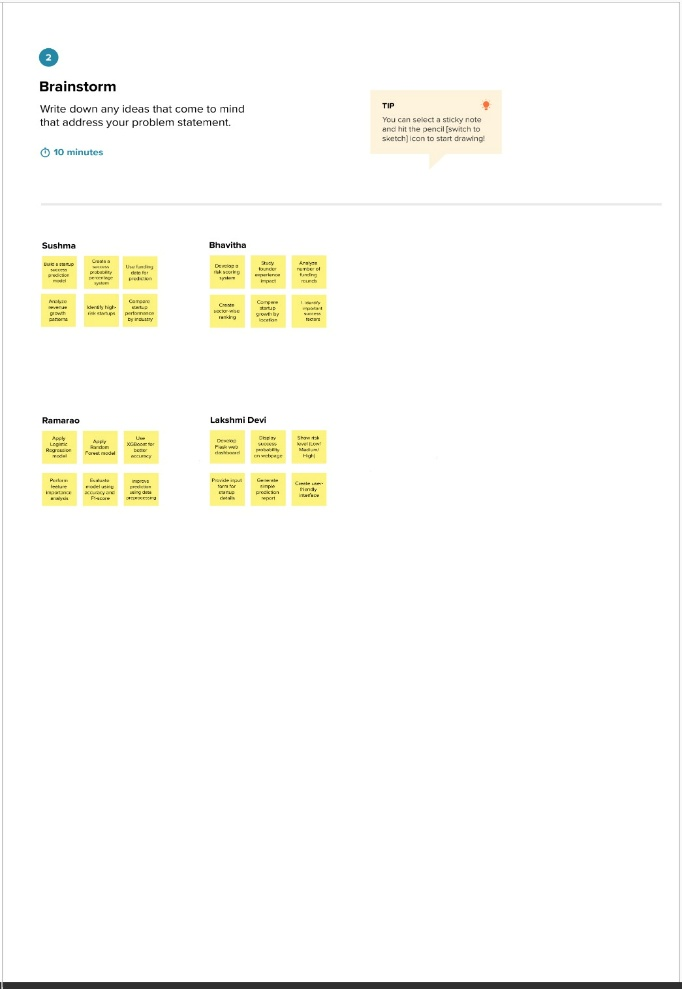 2
Brainstorm
Write down any ideas that come to mind
that address your problem statement.
10 minutes
TIP
You can select a sticky note
and hit the pencil [switch to
sketch] icon to start drawing!
Sushma
Build a startup
success
prediction
model
Create a
success
probability
percentage
system
Use funding
data for
prediction
Analyze
revenue
growth
patterns
Identify high-
risk startups
Compare
startup
performance
by industry
Bhavitha
Develop a
risk scoring
system
Study
founder
experience
impact
Analyze
number of
funding
rounds
Create
sector-wise
ranking
Compare
startup
growth by
location
Identify
important
success
factors
Ramarao
Apply
Logistic
Regression
model
Apply
Random
Forest model
Use
XGBoost for
better
accuracy
Perform
feature
importance
analysis
Evaluate
model using
accuracy and
F1-score
Improve
prediction
using data
preprocessing
Lakshmi Devi
Develop
Flask web
dashboard
Display
success
probability
on webpage
Show risk
level (Low/
Medium/
High)
Provide input
form for
startup
details
Generate
simple
prediction
report
Create user-
friendly
interface